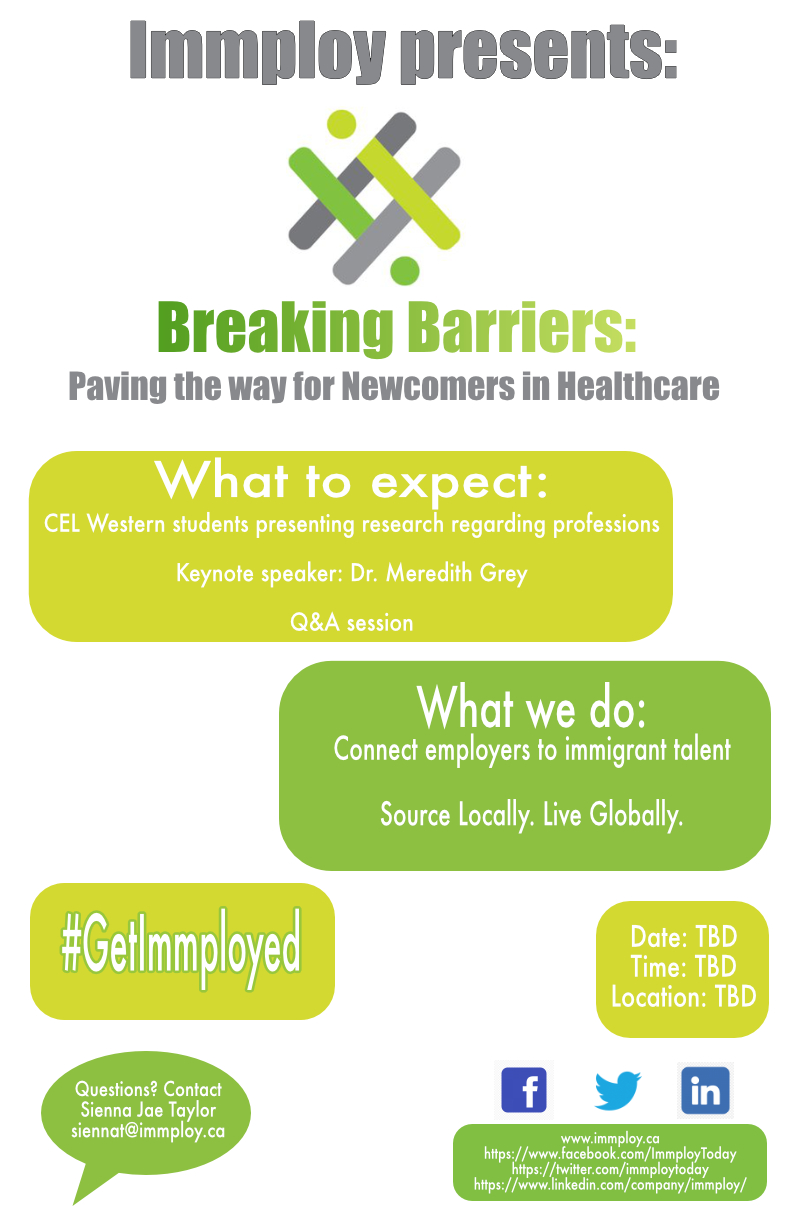 Immploy presents:
Breaking Barriers:
Paving the way for Newcomers in Healthcare
What to expect:
CEL Western students presenting research regarding professions
Keynote speaker: Dr. Meredith Grey
Q&A session
What we do:
Connect employers to immigrant talent
Source Locally. Live Globally.
#GetImmployed
Date: TBD
Time: TBD
Location: TBD
Questions? Contact
Sienna Jae Taylor
siennat@immploy.ca
f
in
www.immploy.ca
https://www.facebook.com/ImmployToday
https://twitter.com/immploytoday
https://www.linkedin.com/company/immploy/